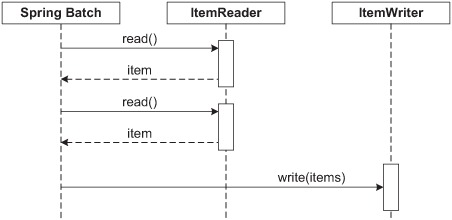 Spring Batch ItemReader ItemWriter
read()
item
read()
item
write(items)